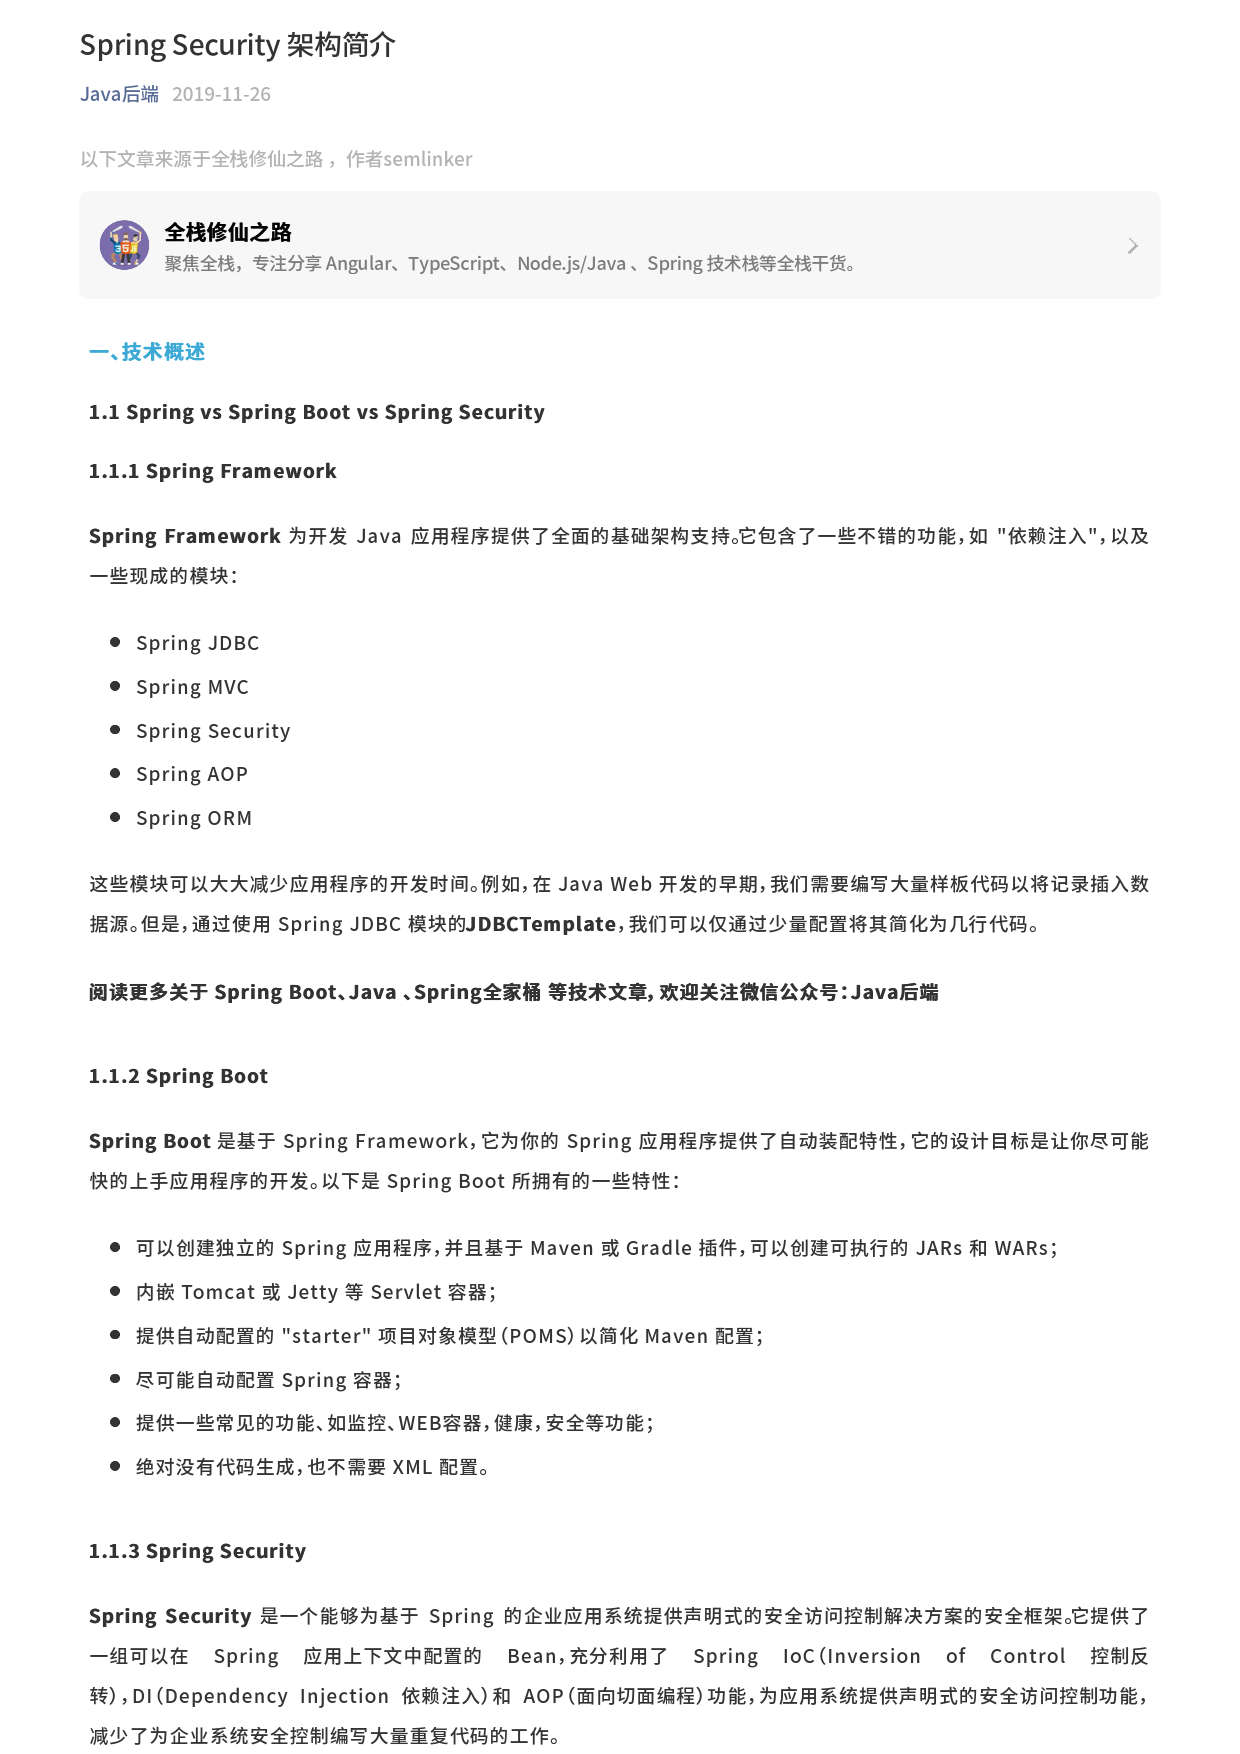 Spring Security 架构简介
Java后端 2019-11-26
以下文章来源于全栈修仙之路 ，作者semlinker
全栈修仙之路
聚焦全栈，专注分享 Angular、TypeScript、Node.js/Java 、Spring 技术栈等全栈干货。
一、技术概述
1.1 Spring vs Spring Boot vs Spring Security
1.1.1 Spring Framework
Spring Framework 为开发 Java 应用程序提供了全面的基础架构支持。它包含了一些不错的功能，如 "依赖注入"，以及
一些现成的模块：
● Spring JDBC
● Spring MVC
● Spring Security
● Spring AOP
● Spring ORM
这些模块可以大大减少应用程序的开发时间。例如，在 Java Web 开发的早期，我们需要编写大量样板代码以将记录插入数
据源。但是，通过使用 Spring JDBC 模块的JDBCTemplate，我们可以仅通过少量配置将其简化为几行代码。
阅读更多关于 Spring Boot、Java 、Spring全家桶 等技术文章, 欢迎关注微信公众号：Java后端
1.1.2 Spring Boot
Spring Boot 是基于 Spring Framework，它为你的 Spring 应用程序提供了自动装配特性，它的设计目标是让你尽可能
快的上手应用程序的开发。以下是 Spring Boot 所拥有的一些特性：
● 可以创建独立的 Spring 应用程序，并且基于 Maven 或 Gradle 插件，可以创建可执行的 JARs 和 WARs；
● 内嵌 Tomcat 或 Jetty 等 Servlet 容器；
● 提供自动配置的 "starter" 项目对象模型（POMS）以简化 Maven 配置；
● 尽可能自动配置 Spring 容器；
● 提供一些常见的功能、如监控、WEB容器，健康，安全等功能；
● 绝对没有代码生成，也不需要 XML 配置。
1.1.3 Spring Security
Spring Security 是一个能够为基于 Spring 的企业应用系统提供声明式的安全访问控制解决方案的安全框架。它提供了
一组可以在 Spring 应用上下文中配置的 Bean，充分利用了 Spring IoC（Inversion of Control 控制反
转），DI（Dependency Injection 依赖注入）和 AOP（面向切面编程）功能，为应用系统提供声明式的安全访问控制功能，
减少了为企业系统安全控制编写大量重复代码的工作。